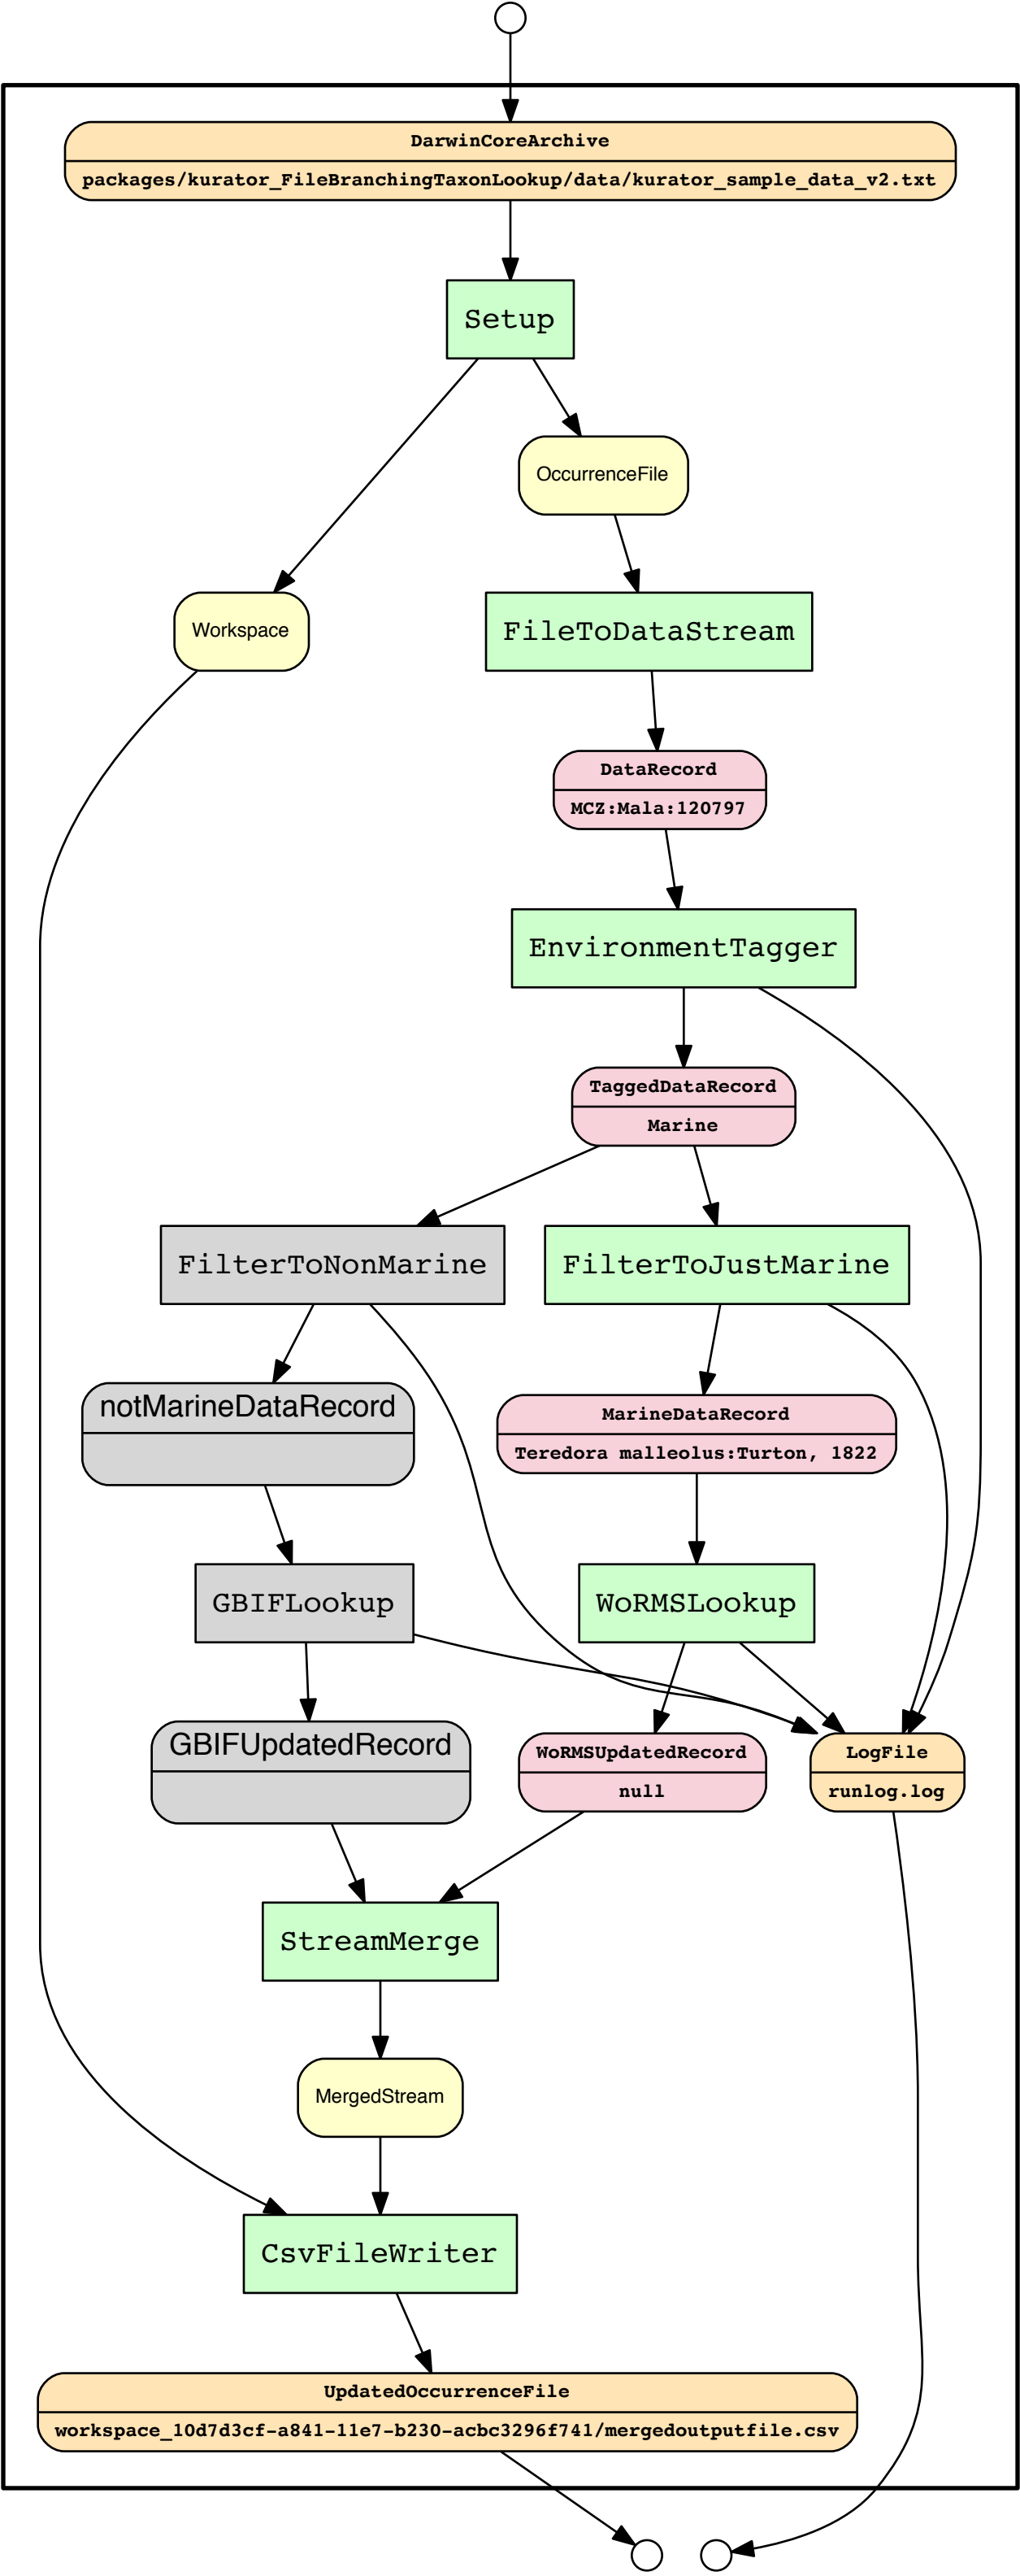 DarwinCoreArchive
packages/kurator_FileBranchingTaxonLookup/data/kurator_sample_data_v2.txt
Setup
OccurrenceFile
Workspace
FileToDataStream
DataRecord
MCZ:Mala:120797
EnvironmentTagger
TaggedDataRecord
Marine
FilterToNonMarine
FilterToJustMarine
notMarineDataRecord
MarineDataRecord
Teredora malleolus:Turton, 1822
GBIFLookup
WoRMSLookup
GBIFUpdatedRecord
WoRMSUpdatedRecord
null
LogFile
runlog.log
StreamMerge
MergedStream
CsvFileWriter
UpdatedOccurrenceFile
workspace_10d7d3cf-a841-11e7-b230-acbc3296f741/mergedoutputfile.csv